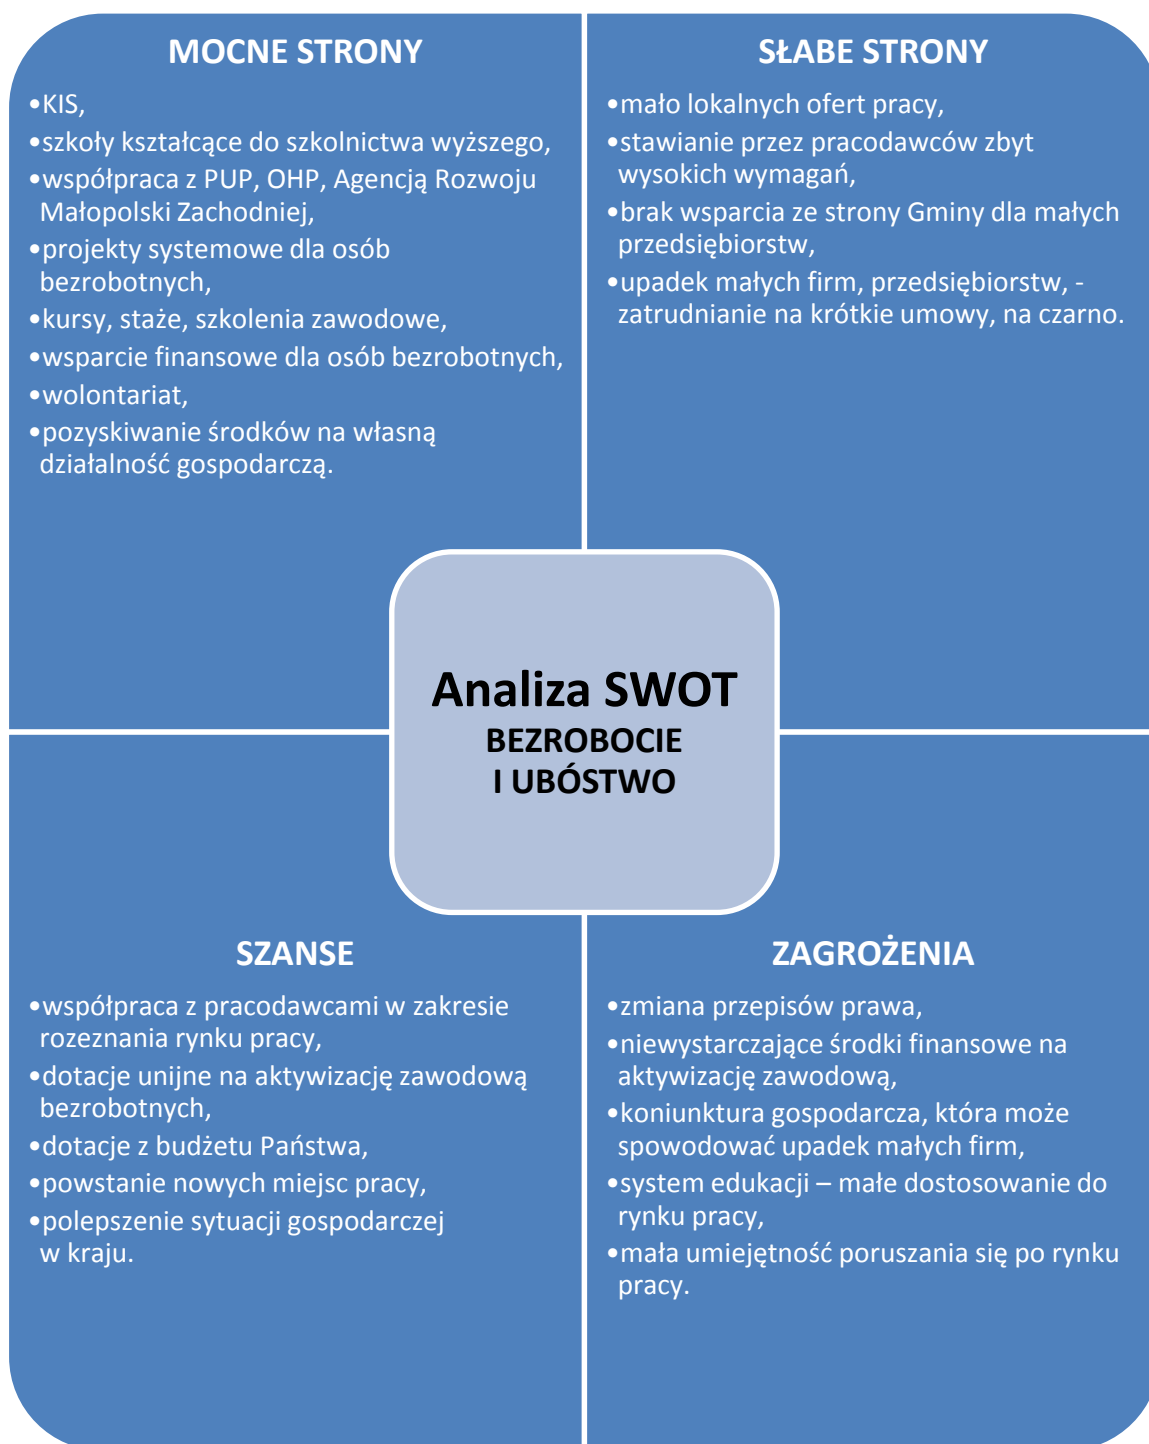 MOCNE STRONY
•KIS,
•szkoły kształcące do szkolnictwa wyższego,
•współpraca z PUP, OHP, Agencją Rozwoju
Małopolski Zachodniej,
•projekty systemowe dla osób
bezrobotnych,
•kursy, staże, szkolenia zawodowe,
•wsparcie finansowe dla osób bezrobotnych,
•wolontariat,
•pozyskiwanie środków na własną
działalność gospodarczą.
SŁABE STRONY
•mało lokalnych ofert pracy,
•stawianie przez pracodawców zbyt
wysokich wymagań,
•brak wsparcia ze strony Gminy dla małych
przedsiębiorstw,
•upadek małych firm, przedsiębiorstw, -
zatrudnianie na krótkie umowy, na czarno.
Analiza SWOT
BEZROBOCIE
I UBÓSTWO
SZANSE
•współpraca z pracodawcami w zakresie
rozeznania rynku pracy,
•dotacje unijne na aktywizację zawodową
bezrobotnych,
•dotacje z budżetu Państwa,
•powstanie nowych miejsc pracy,
•polepszenie sytuacji gospodarczej
w kraju.
ZAGROŻENIA
•zmiana przepisów prawa,
•niewystarczające środki finansowe na
aktywizację zawodową,
•koniunktura gospodarcza, która może
spowodować upadek małych firm,
•system edukacji – małe dostosowanie do
rynku pracy,
•mała umiejętność poruszania się po rynku
pracy.